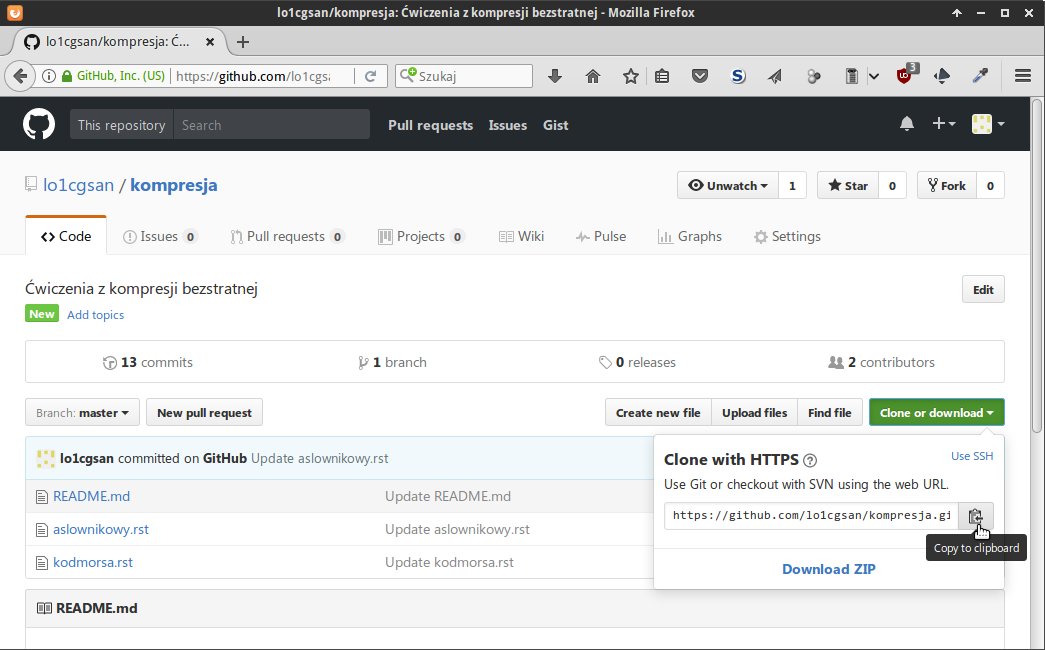 lo1cgsan/kompresja: Ćwiczenia z kompresji bezstratnej - Mozilla Firefox
lo1cgsan/kompresja: Ć...
GitHub, Inc. (US) https://github.com/lo1cgsa Szukaj 3
This repository Search Pull requests Issues Gist
lo1cgsan / kompresja Unwatch 1 Star 0 Fork 0
Code Issues 0 Pull requests 0 Projects 0 Wiki Pulse Graphs Settings
Ćwiczenia z kompresji bezstratnej Edit
New Add topics
13 commits 1 branch 0 releases 2 contributors
Branch: master New pull request Create new file Upload files Find file Clone or download
lo1cgsan committed on GitHub Update aslownikowy.rst
README.md Update README.md
aslownikowy.rst Update aslownikowy.rst
kodmorsa.rst Update kodmorsa.rst
Clone with HTTPS Use SSH
Use Git or checkout with SVN using the web URL.
https://github.com/lo1cgsan/kompresja.gi
Copy to clipboard
Download ZIP
README.md